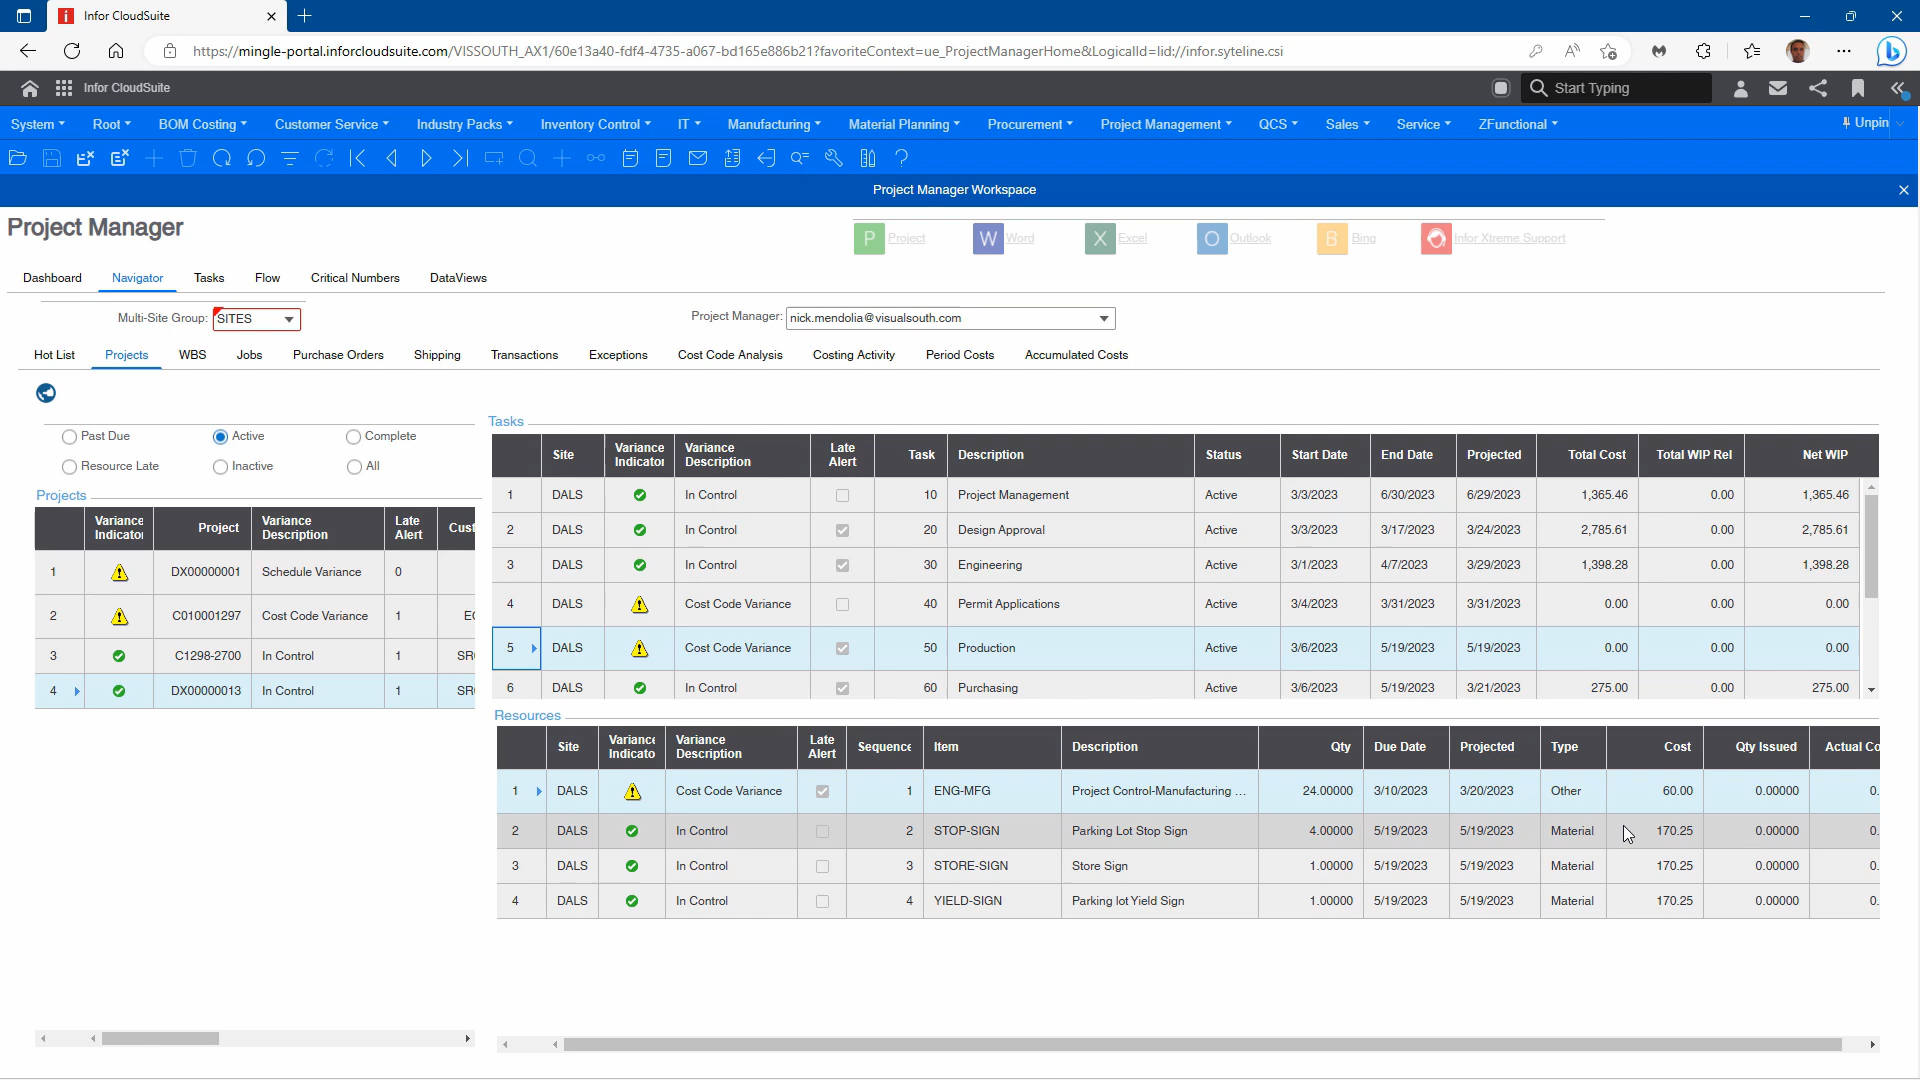 Infor CloudSuite
https://mingle-portal.inforcloudsuite.com/VISSOUTH_AX1/60e13a40-fdf4-4735-a067-bd165e886b21?favoriteContext=ue_ProjectManagerHome&LogicalId=lid://infor.syteline.csi
Infor CloudSuite Start Typing
System Root BOM Costing Customer Service Industry Packs Inventory Control IT Manufacturing Material Planning Procurement Project Management QCS Sales Service ZFunctional Unpin
Project Manager Workspace
Project Manager
P Project W Word X Excel O Outlook B Bing Infor Xtreme Support
Dashboard Navigator Tasks Flow Critical Numbers DataViews
Multi-Site Group: SITES Project Manager: nick.mendolia@visualsouth.com
Hot List Projects WBS Jobs Purchase Orders Shipping Transactions Exceptions Cost Code Analysis Costing Activity Period Costs Accumulated Costs
Past Due Active Complete
Resource Late Inactive All
Projects
Variance Indicato Project Variance Description Late Alert Cust
1 DX00000001 Schedule Variance 0
2 C010001297 Cost Code Variance 1 EC
3 C1298-2700 In Control 1 SR
4 DX00000013 In Control 1 SR
Tasks
Site Variance Indicator Variance Description Late Alert Task Description Status Start Date End Date Projected Total Cost Total WIP Rel Net WIP
1 DALS In Control 10 Project Management Active 3/3/2023 6/30/2023 6/29/2023 1,365.46 0.00 1,365.46
2 DALS In Control 20 Design Approval Active 3/3/2023 3/17/2023 3/24/2023 2,785.61 0.00 2,785.61
3 DALS In Control 30 Engineering Active 3/1/2023 4/7/2023 3/29/2023 1,398.28 0.00 1,398.28
4 DALS Cost Code Variance 40 Permit Applications Active 3/4/2023 3/31/2023 3/31/2023 0.00 0.00 0.00
5 DALS Cost Code Variance 50 Production Active 3/6/2023 5/19/2023 5/19/2023 0.00 0.00 0.00
6 DALS In Control 60 Purchasing Active 3/6/2023 5/19/2023 3/21/2023 275.00 0.00 275.00
Resources
Site Variance Indicato Variance Description Late Alert Sequence Item Description Qty Due Date Projected Type Cost Qty Issued Actual Co
1 DALS Cost Code Variance 1 ENG-MFG Project Control-Manufacturing ... 24.00000 3/10/2023 3/20/2023 Other 60.00 0.00000 0.
2 DALS In Control 2 STOP-SIGN Parking Lot Stop Sign 4.00000 5/19/2023 5/19/2023 Material 170.25 0.00000 0.
3 DALS In Control 3 STORE-SIGN Store Sign 1.00000 5/19/2023 5/19/2023 Material 170.25 0.00000 0.
4 DALS In Control 4 YIELD-SIGN Parking lot Yield Sign 1.00000 5/19/2023 5/19/2023 Material 170.25 0.00000 0.